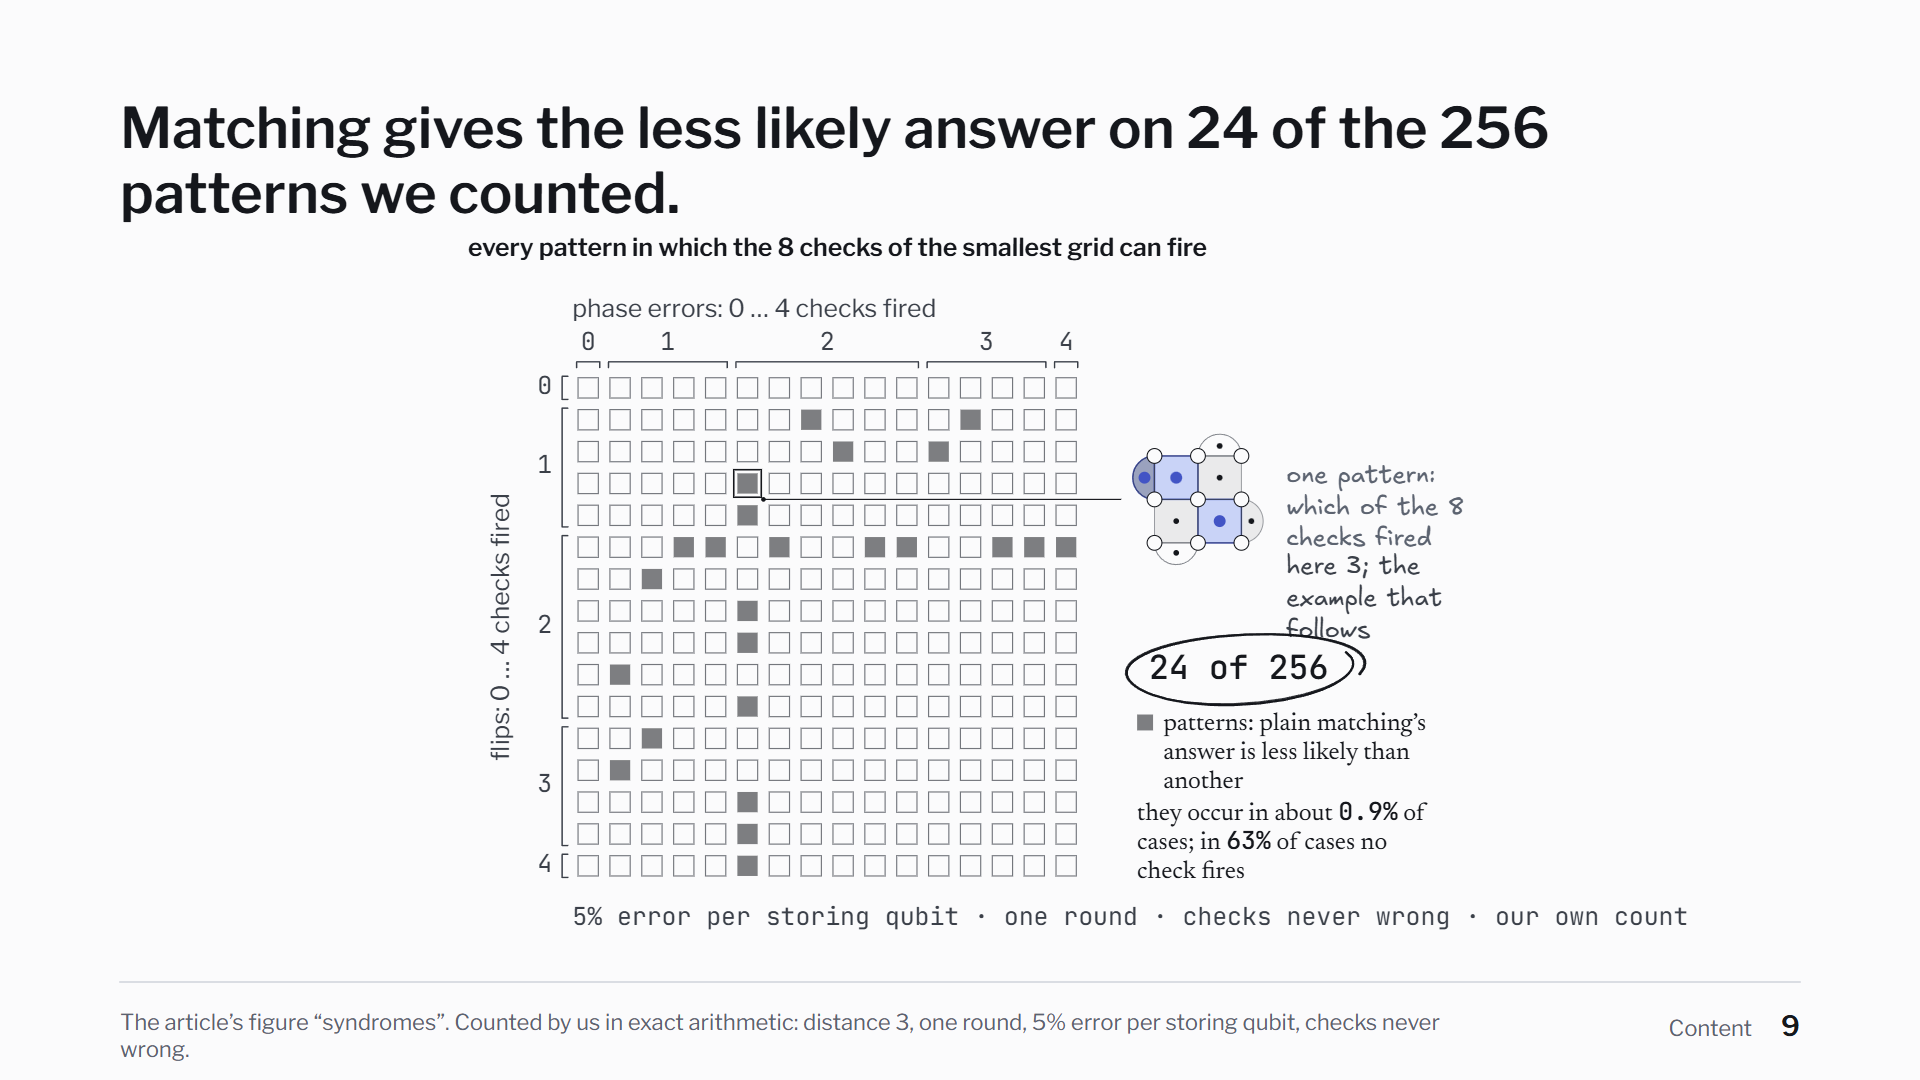 Matching gives the less likely answer on 24 of the 256
patterns we counted.
every pattern in which the 8 checks of the smallest grid can fire
phase errors: 0 … 4 checks fired
0 1 2 3 4
flips: 0 … 4 checks fired
0
1
2
3
4
one pattern:
which of the 8
checks fired
here 3; the
example that
follows
24 of 256
patterns: plain matching’s
answer is less likely than
another
they occur in about 0.9% of
cases; in 63% of cases no
check fires
5% error per storing qubit · one round · checks never wrong · our own count
The article’s figure “syndromes”. Counted by us in exact arithmetic: distance 3, one round, 5% error per storing qubit, checks never
wrong.
Content 9